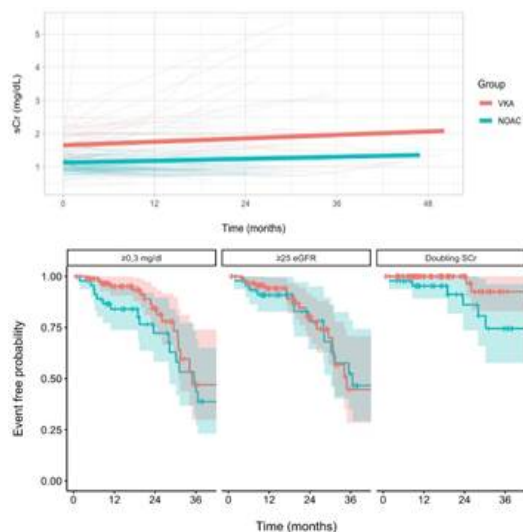 5
4
3
2
1
sCr (mg/dL)
0
12
24
36
48
Time (months)
Group
VKA
NOAC
≥0,3 mg/dl
≥25 eGFR
Doubling SCr
1.00
0.75
0.50
0.25
0.00
Event free probability
0 12 24 36
0 12 24 36
0 12 24 36
Time (months)